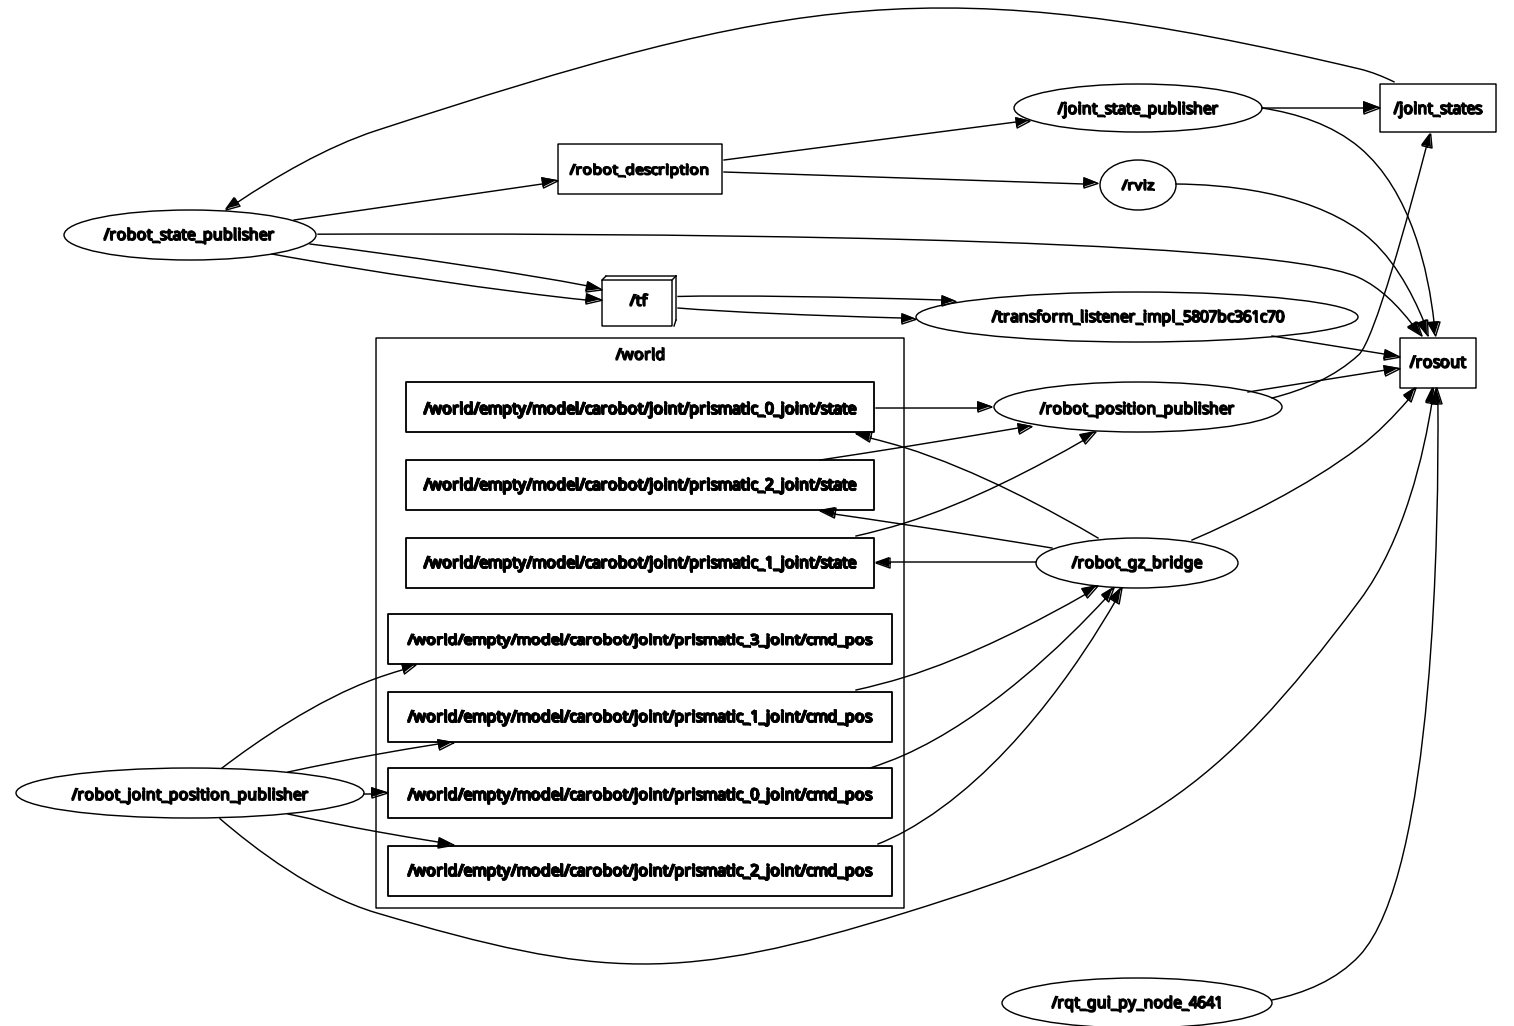 /joint_state_publisher
/joint_states
/robot_description
/rviz
/robot_state_publisher
/tf
/transform_listener_impl_5807bc361c70
/world
/rosout
/world/empty/model/carobot/joint/prismatic_0_joint/state
/robot_position_publisher
/world/empty/model/carobot/joint/prismatic_2_joint/state
/world/empty/model/carobot/joint/prismatic_1_joint/state
/robot_gz_bridge
/world/empty/model/carobot/joint/prismatic_3_joint/cmd_pos
/world/empty/model/carobot/joint/prismatic_1_joint/cmd_pos
/robot_joint_position_publisher
/world/empty/model/carobot/joint/prismatic_0_joint/cmd_pos
/world/empty/model/carobot/joint/prismatic_2_joint/cmd_pos
/rqt_gui_py_node_4641